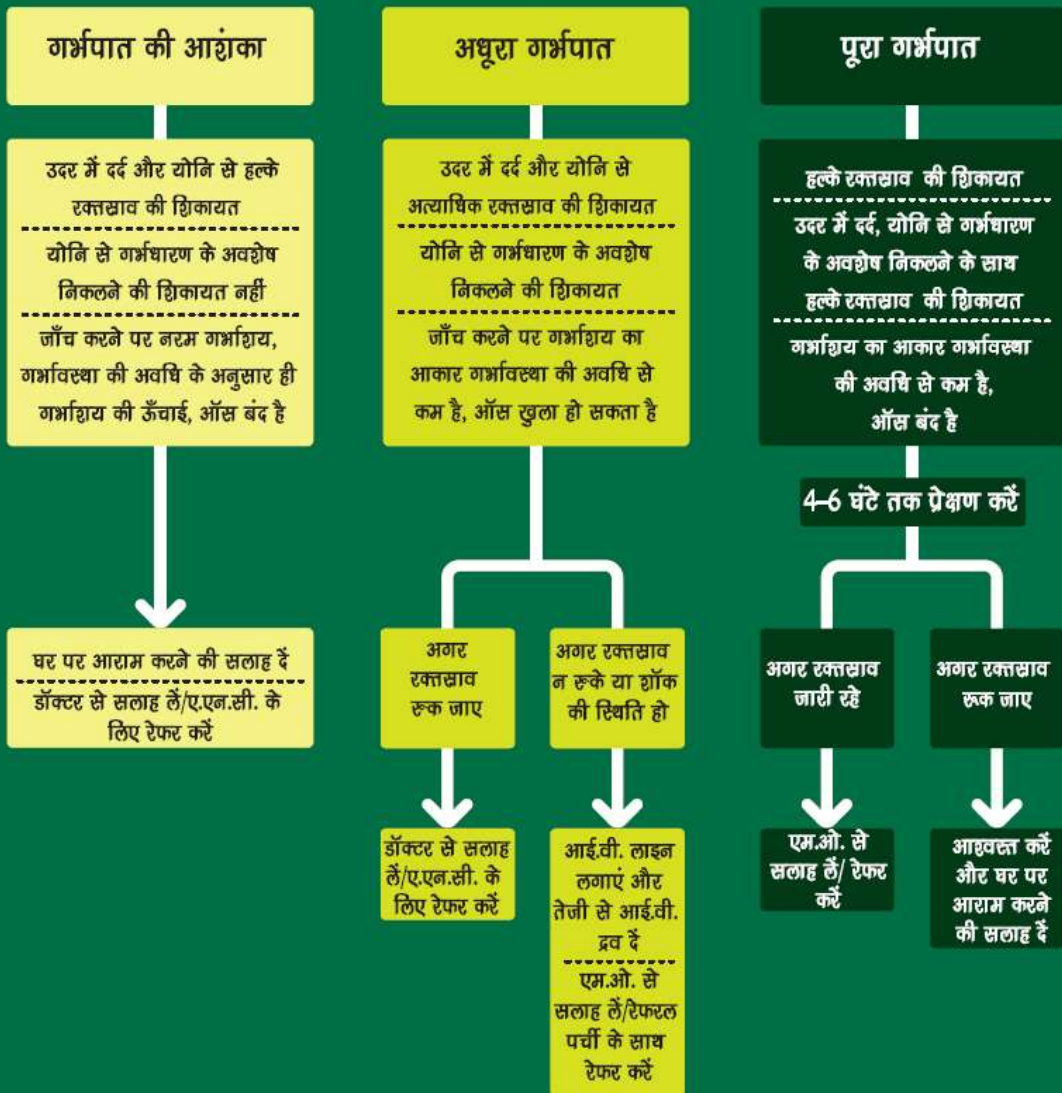 गर्भपात की आशंका
उदर में दर्द और योनि से हल्के
रक्तस्राव की शिकायत
योनि से गर्भधारण के अवशेष
निकलने की शिकायत नहीं
जाँच करने पर नरम गर्भाशय,
गर्भावस्था की अवधि के अनुसार ही
गर्भाशय की ऊँचाई, ऑस बंद है
घर पर आराम करने की सलाह दें
डॉक्टर से सलाह लें/ए.एन.सी. के
लिए रेफर करें
अधूरा गर्भपात
उदर में दर्द और योनि से
अत्याधिक रक्तस्राव की शिकायत
योनि से गर्भधारण के अवशेष
निकलने की शिकायत
जाँच करने पर गर्भाशय का
आकार गर्भावस्था की अवधि से
कम है, ऑस खुला हो सकता है
अगर
रक्तस्राव
रूक जाए
डॉक्टर से सलाह
लें/ए.एन.सी. के
लिए रेफर करें
अगर रक्तस्राव
न रूके या शॉक
की स्थिति हो
आई.वी. लाइन
लगाएं और
तेजी से आई.वी.
द्रव दें
एम.ओ. से
सलाह लें/रेफरल
पर्ची के साथ
रेफर करें
पूरा गर्भपात
हल्के रक्तस्राव की शिकायत
उदर में दर्द, योनि से गर्भधारण
के अवशेष निकलने के साथ
हल्के रक्तस्राव की शिकायत
गर्भाशय का आकार गर्भावस्था
की अवधि से कम है,
ऑस बंद है
4–6 घंटे तक प्रेक्षण करें
अगर रक्तस्राव
जारी रहे
एम.ओ. से
सलाह लें/ रेफर
करें
अगर रक्तस्राव
रूक जाए
आश्वस्त करें
और घर पर
आराम करने
की सलाह दें